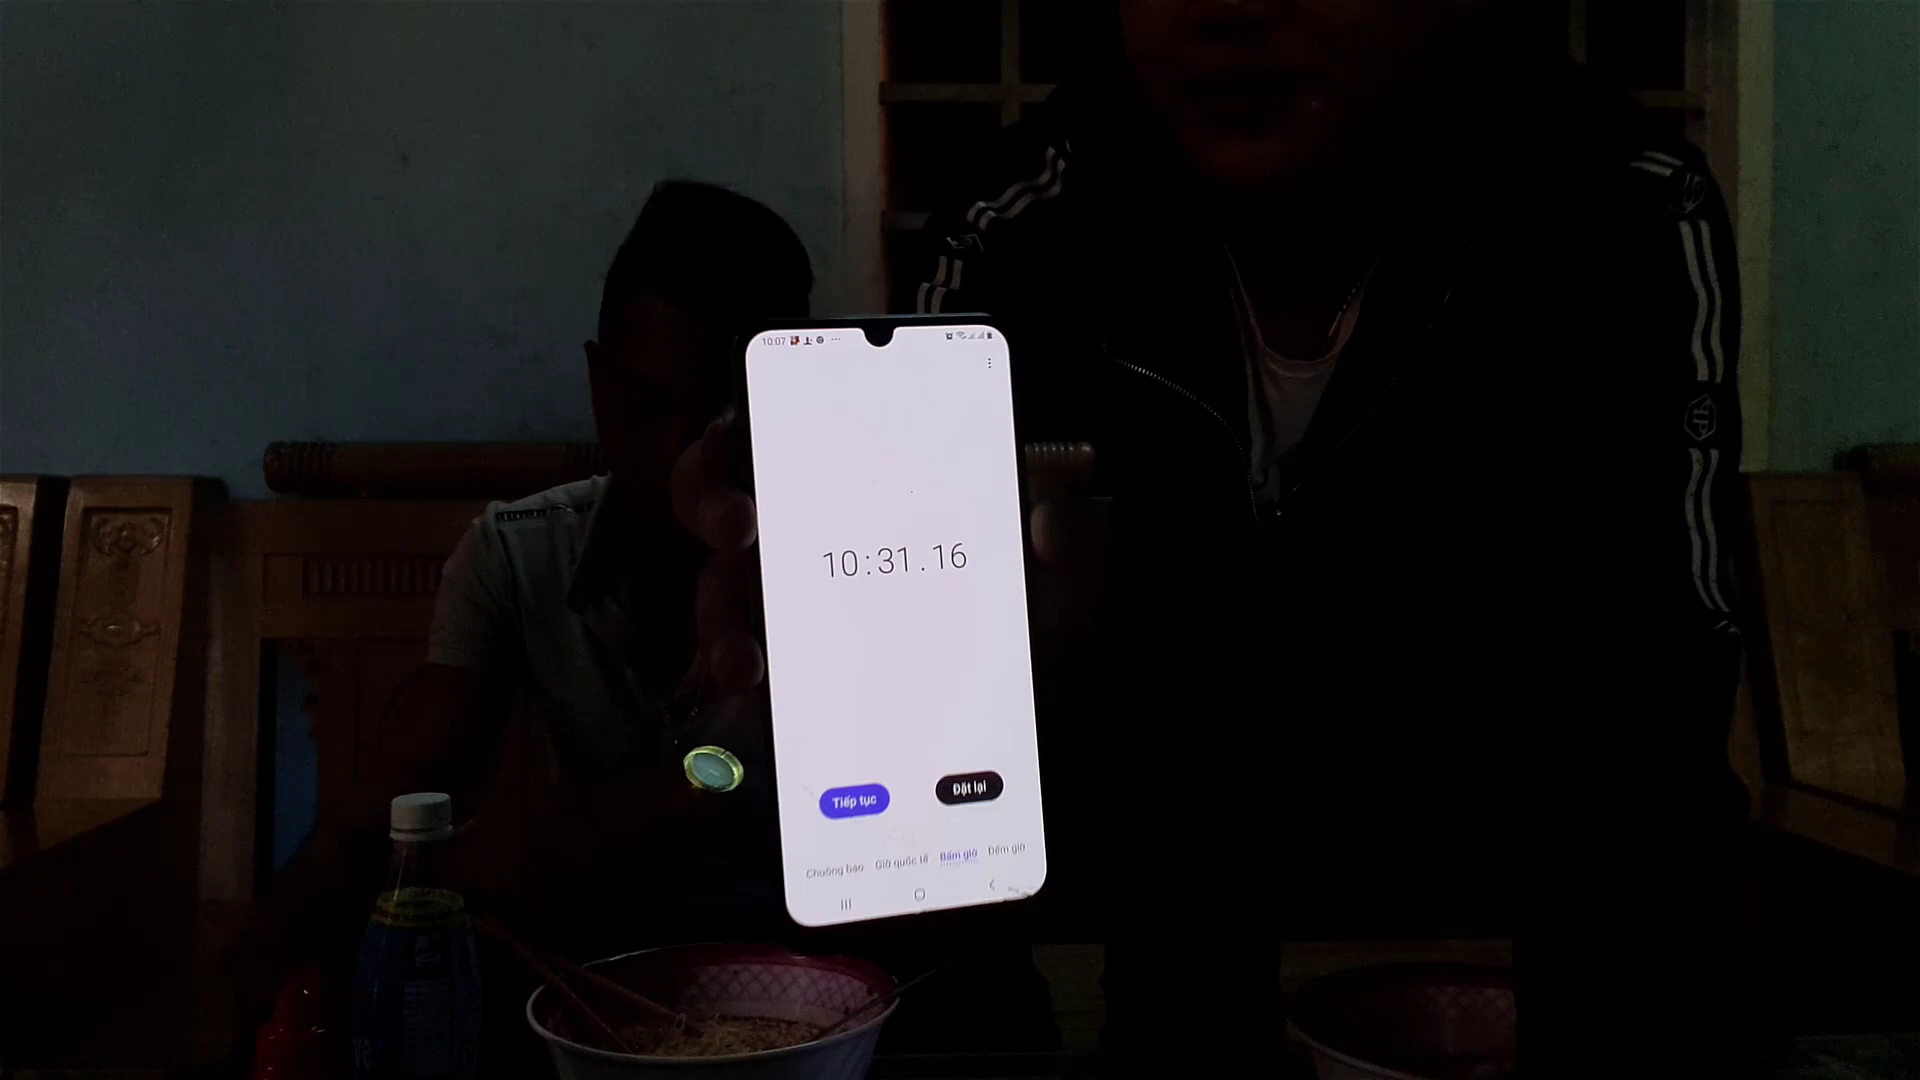 10:07
10:31.16
Tiếp tục
Đặt lại
Chuông báo Giờ quốc tế Bấm giờ Đếm giờ